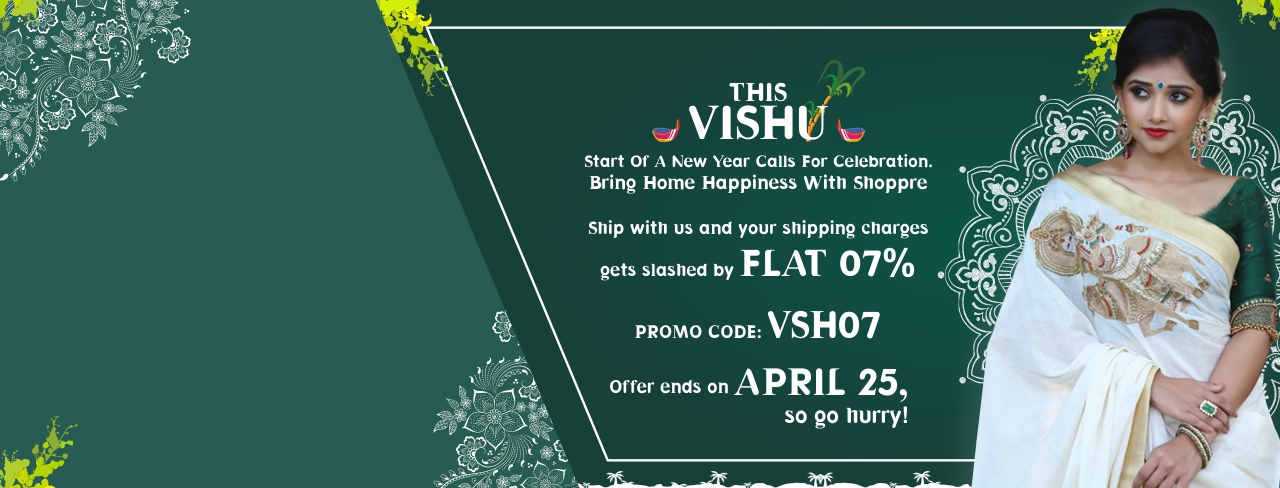 THIS
VISHU
Start Of A New Year Calls For Celebration.
Bring Home Happiness With Shoppre
Ship with us and your shipping charges
gets slashed by FLAT 07%
PROMO CODE: VSH07
Offer ends on APRIL 25,
so go hurry!